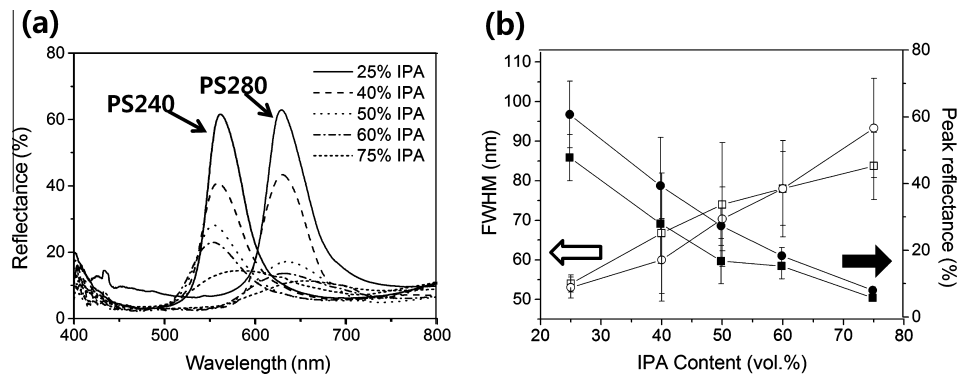 (a)
80
60
40
20
0
Reflectance (%)
400
500
600
700
800
Wavelength (nm)
PS240
PS280
25% IPA
40% IPA
50% IPA
60% IPA
75% IPA
(b)
110
100
90
80
70
60
50
FWHM (nm)
20
30
40
50
60
70
80
IPA Content (vol.%)
80
60
40
20
0
Peak reflectance (%)